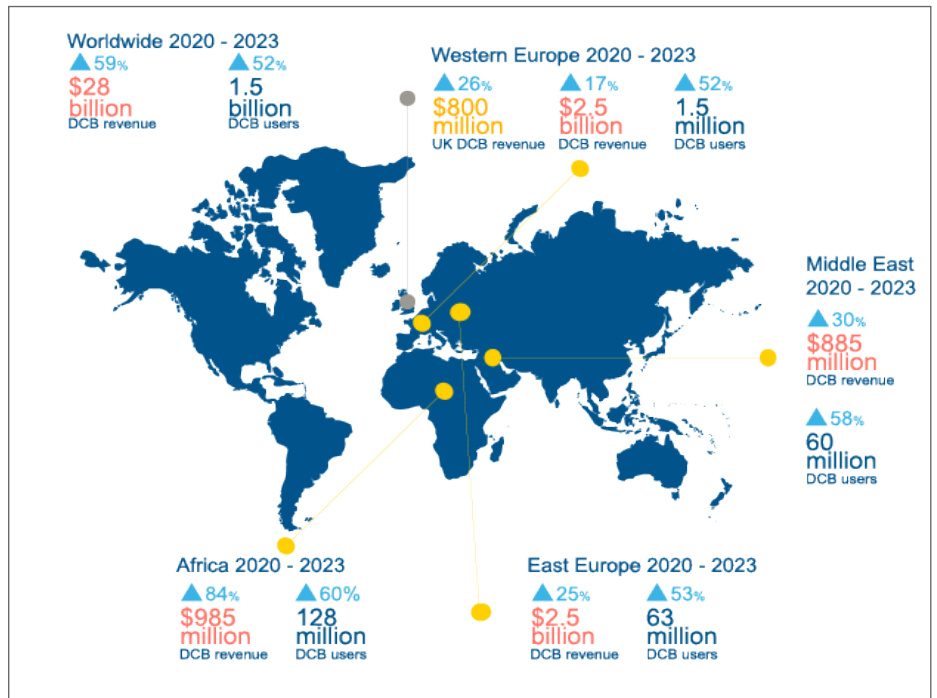 Worldwide 2020 - 2023
▲59% ▲52%
$28 1.5
billion billion
DCB revenue DCB users
Western Europe 2020 - 2023
▲26% ▲17% ▲52%
$800 $2.5 1.5
million billion million
UK DCB revenue DCB revenue DCB users
Middle East
2020 - 2023
▲30%
$885
million
DCB revenue
▲58%
60
million
DCB users
Africa 2020 - 2023
▲84% ▲60%
$985 128
million million
DCB revenue DCB users
East Europe 2020 - 2023
▲25% ▲53%
$2.5 63
billion million
DCB revenue DCB users